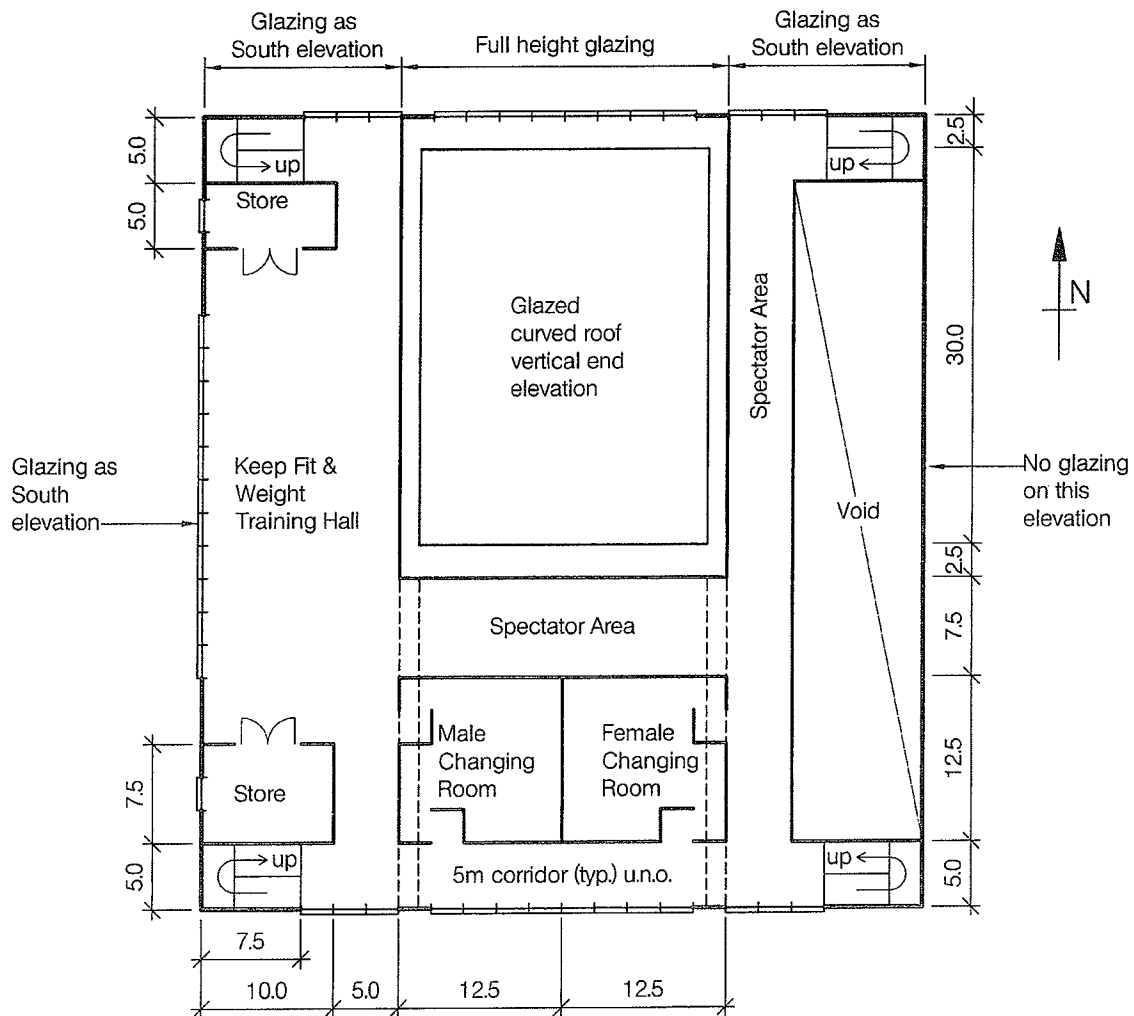 Glazing as
South elevation
Full height glazing
Glazing as
South elevation
5.0
5.0
up
Store
up
2.5
N
Glazed
curved roof
vertical end
elevation
Spectator Area
30.0
Glazing as
South
elevation
Keep Fit &
Weight
Training Hall
Void
No glazing
on this
elevation
2.5
Spectator Area
7.5
Male
Changing
Room
Female
Changing
Room
12.5
7.5
Store
5.0
up
5m corridor (typ.) u.n.o.
up
5.0
7.5
10.0
5.0
12.5
12.5